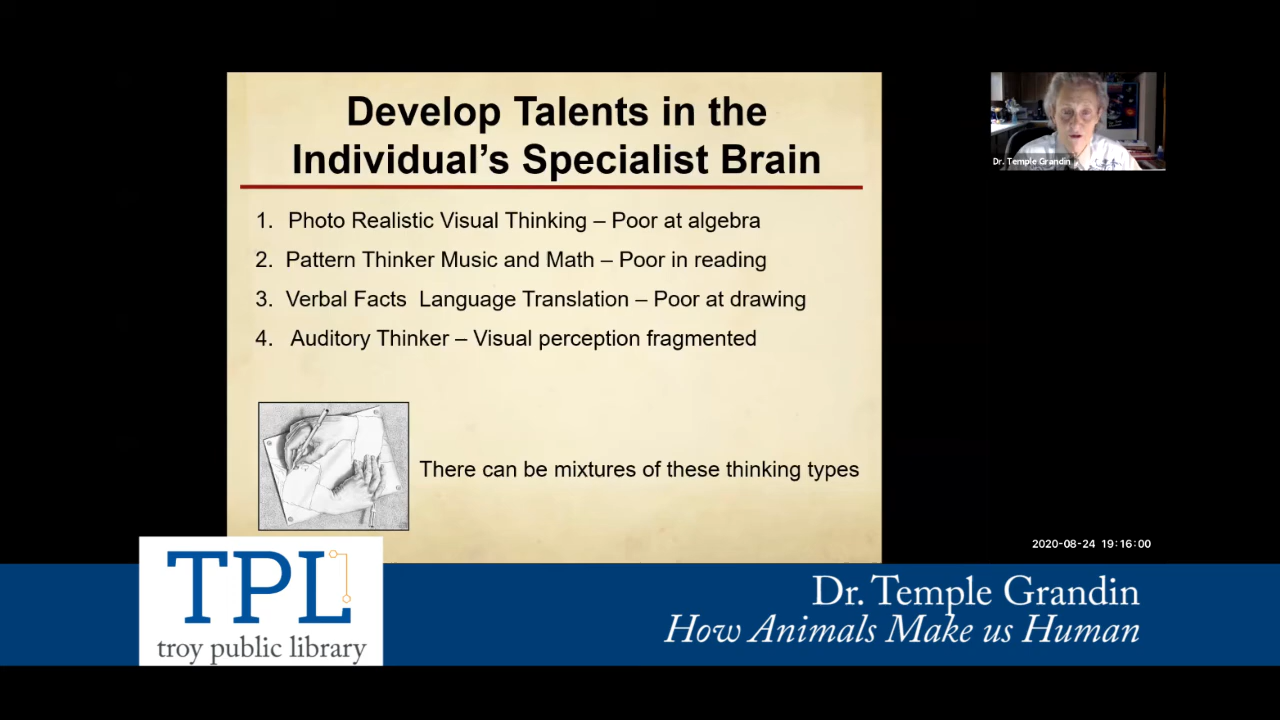 Develop Talents in the
Individual's Specialist Brain
1. Photo Realistic Visual Thinking – Poor at algebra
2. Pattern Thinker Music and Math – Poor in reading
3. Verbal Facts Language Translation – Poor at drawing
4. Auditory Thinker – Visual perception fragmented
There can be mixtures of these thinking types
Dr. Temple Grandin
2020-08-24 19:16:00
TPL
troy public library
Dr. Temple Grandin
How Animals Make us Human